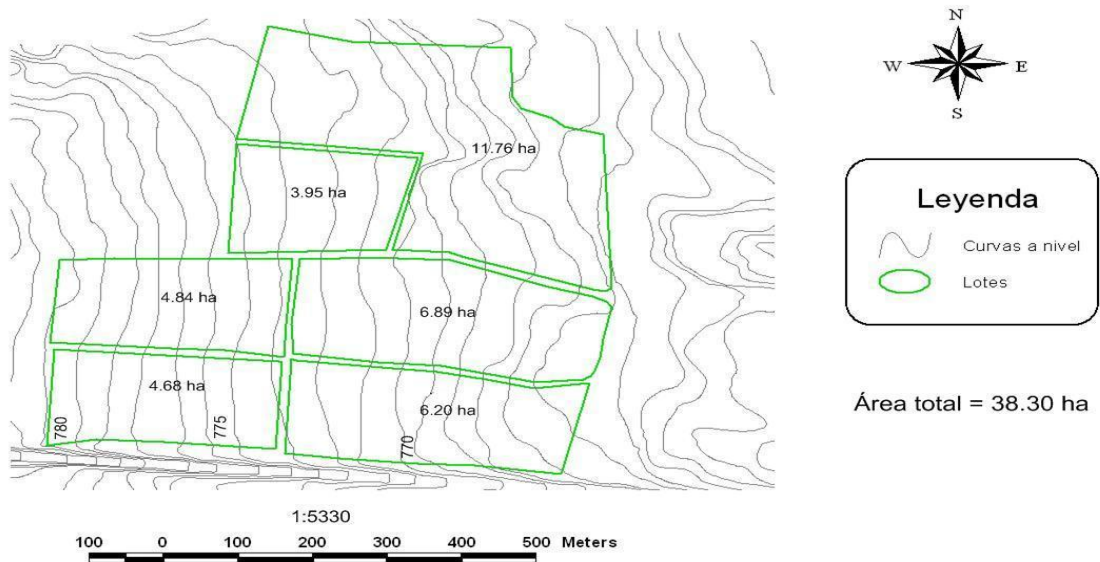 N
W E
S
11.76 ha
3.95 ha
Leyenda
Curvas a nivel
Lotes
4.84 ha
6.89 ha
4.68 ha
6.20 ha
780
775
770
Área total = 38.30 ha
1:5330
100 0 100 200 300 400 500 Meters